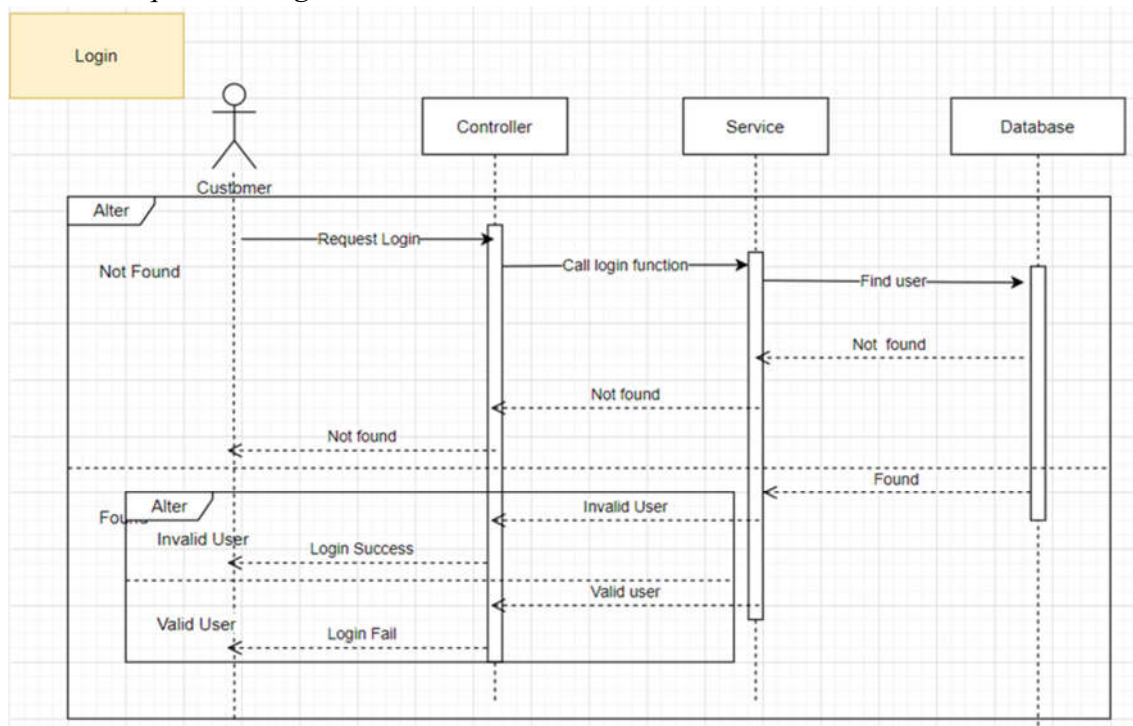 Login
Controller
Service
Database
Customer
Alter
Request Login
Call login function
Not Found
Find user
Not found
Not found
Not found
Found
Alter
Invalid User
Found
Invalid User
Login Success
Valid user
Valid User
Login Fail